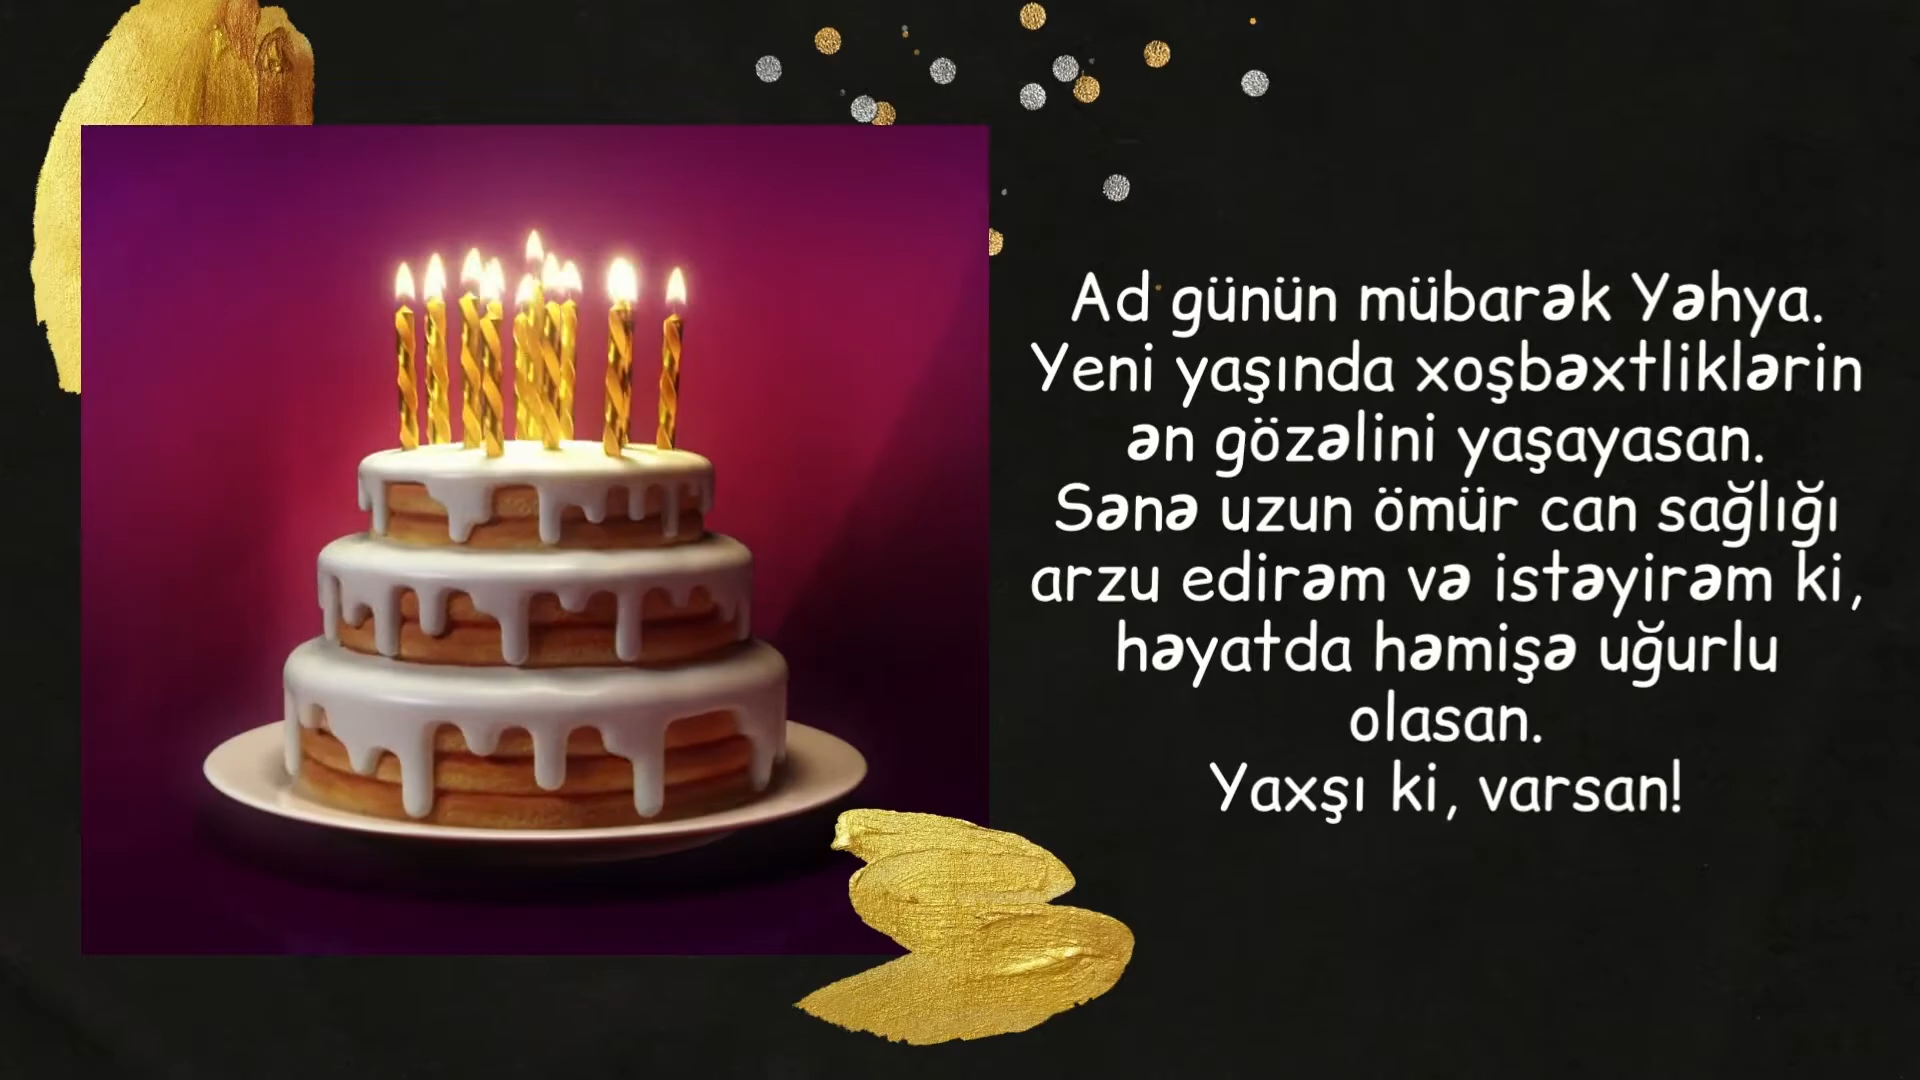 Ad günün mübarək Yəhya.
Yeni yaşında xoşbəxtliklərin
ən gözəlini yaşayasan.
Sənə uzun ömür can sağlığı
arzu edirəm və istəyirəm ki,
həyatda həmişə uğurlu
olasan.
Yaxşı ki, varsan!